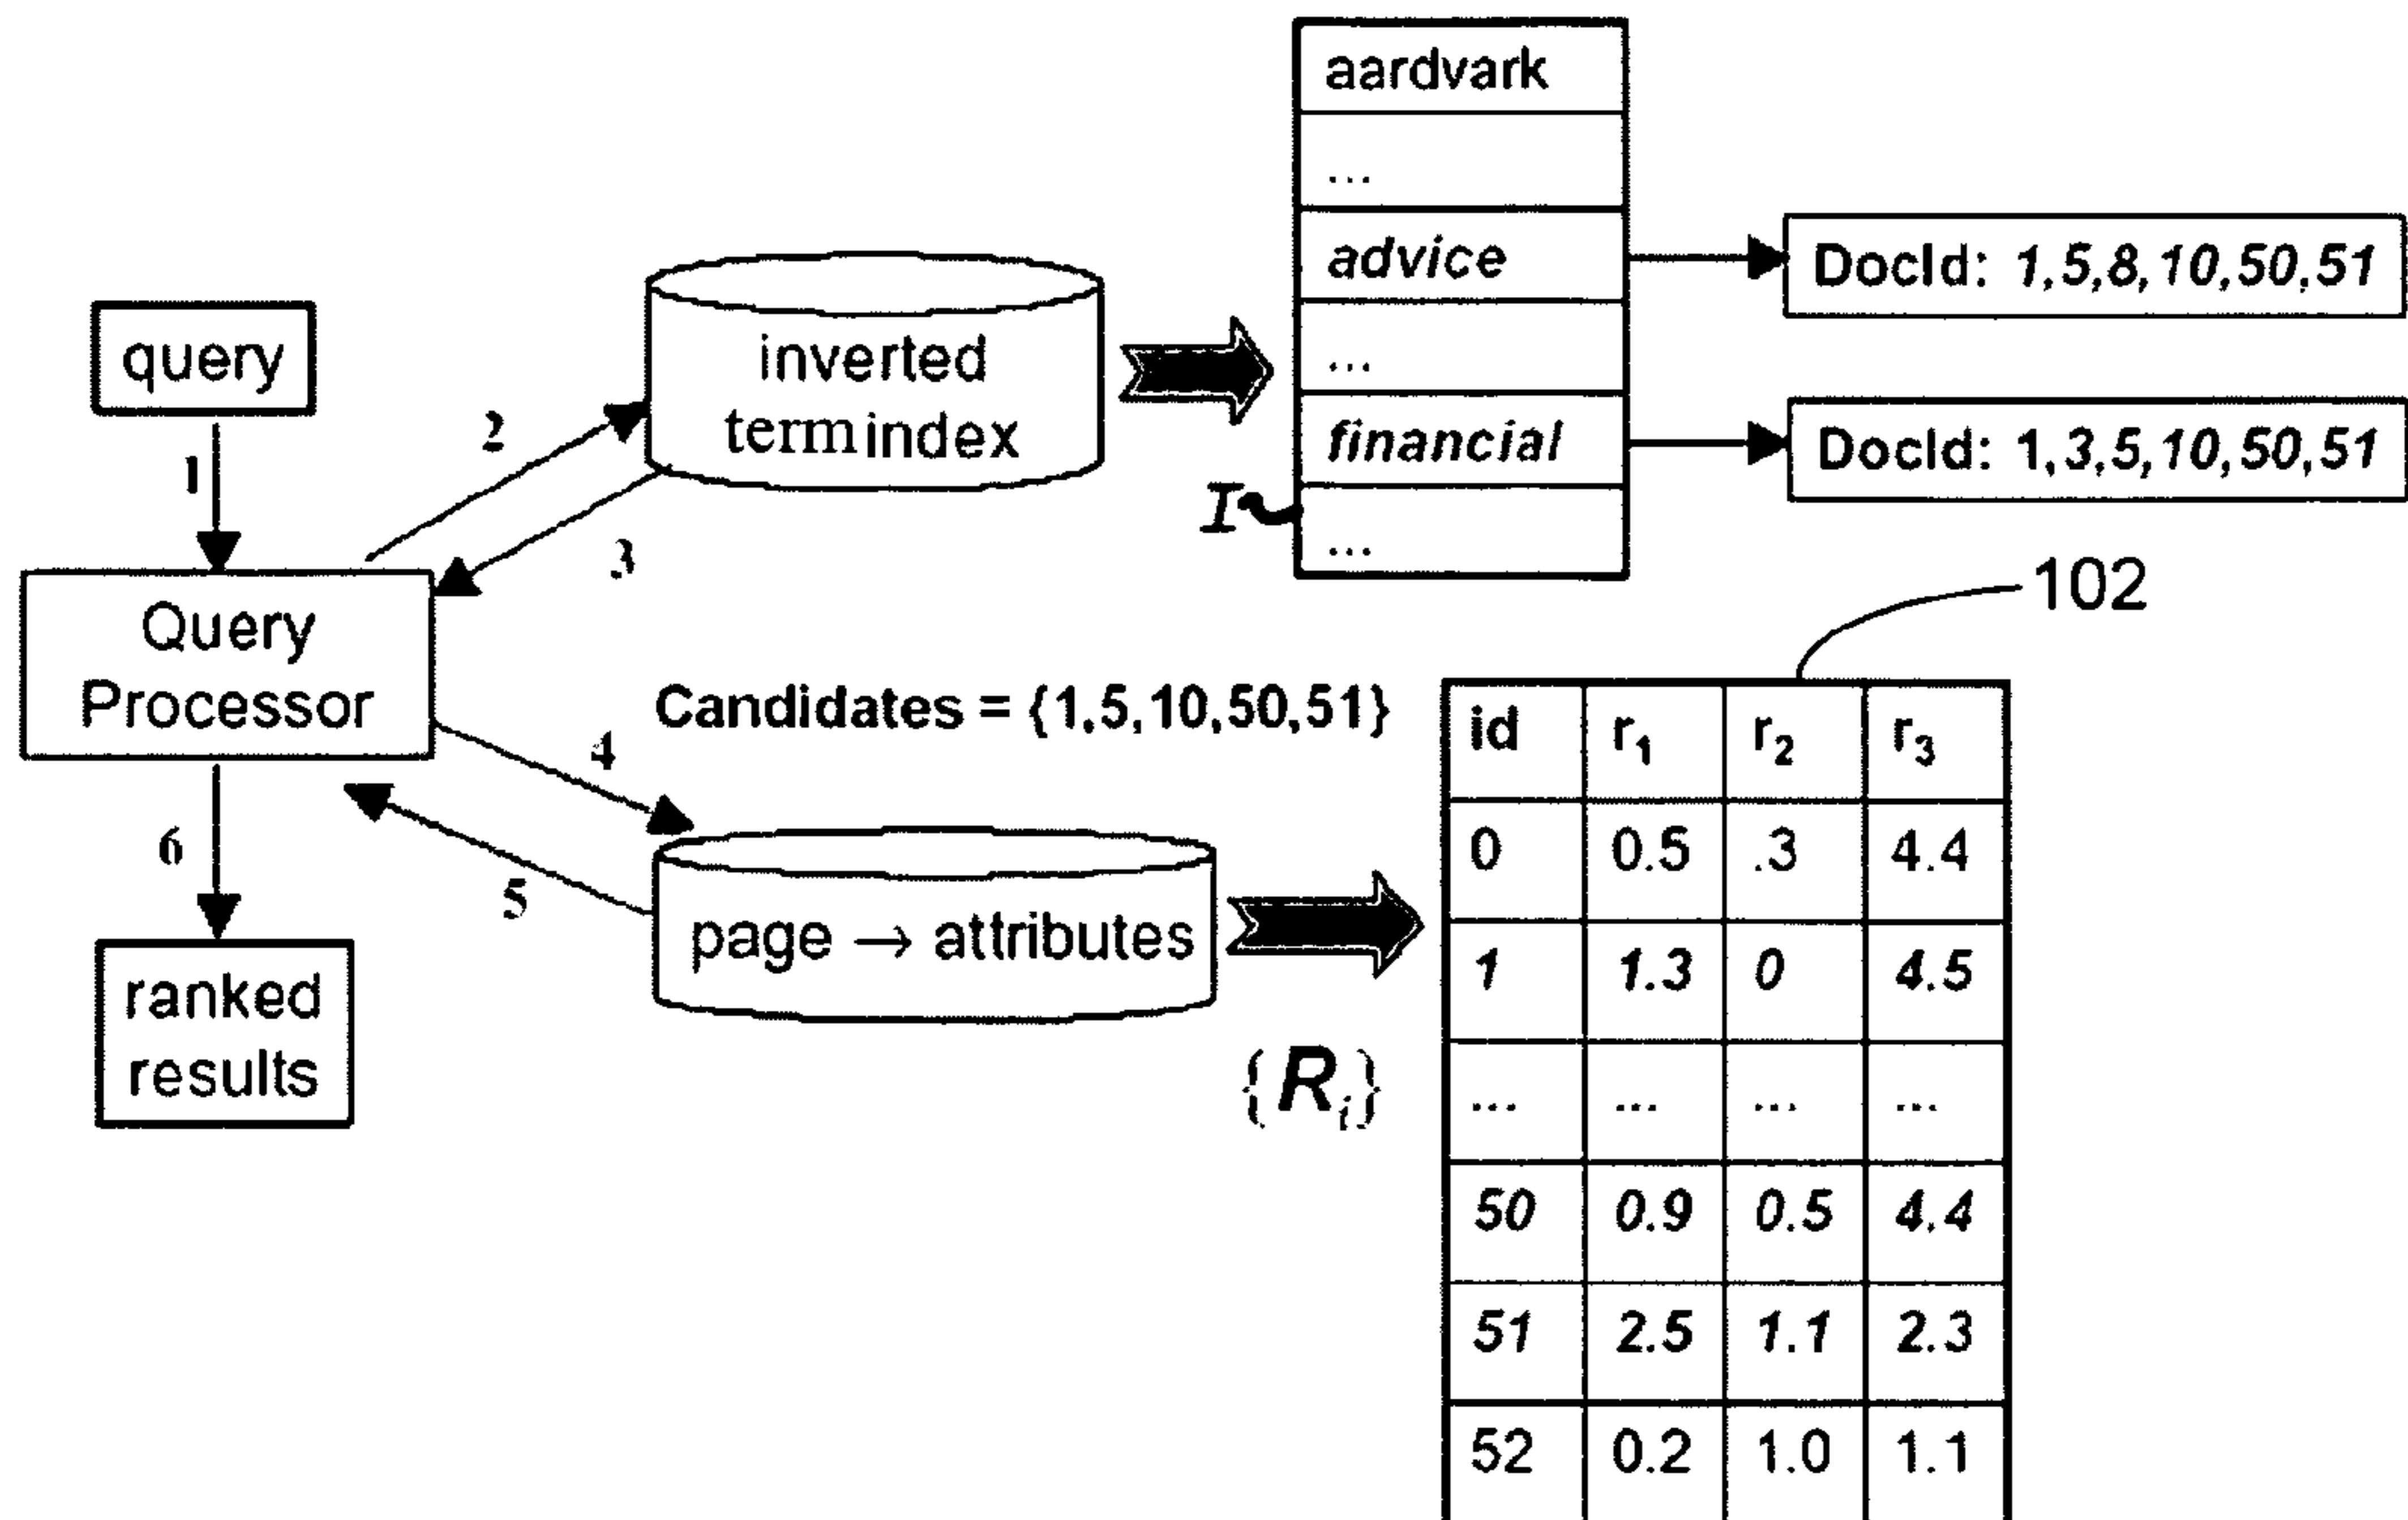 query
1
Query
Processor
6
ranked
results
2
3
inverted
term index
4
5
Candidates = {1,5,10,50,51}
page → attributes
aardvark
...
advice
...
financial
...
I
DocId: 1,5,8,10,50,51
DocId: 1,3,5,10,50,51
102
{Ri}
id r1 r2 r3
0 0.5 .3 4.4
1 1.3 0 4.5
... ... ... ...
50 0.9 0.5 4.4
51 2.5 1.1 2.3
52 0.2 1.0 1.1